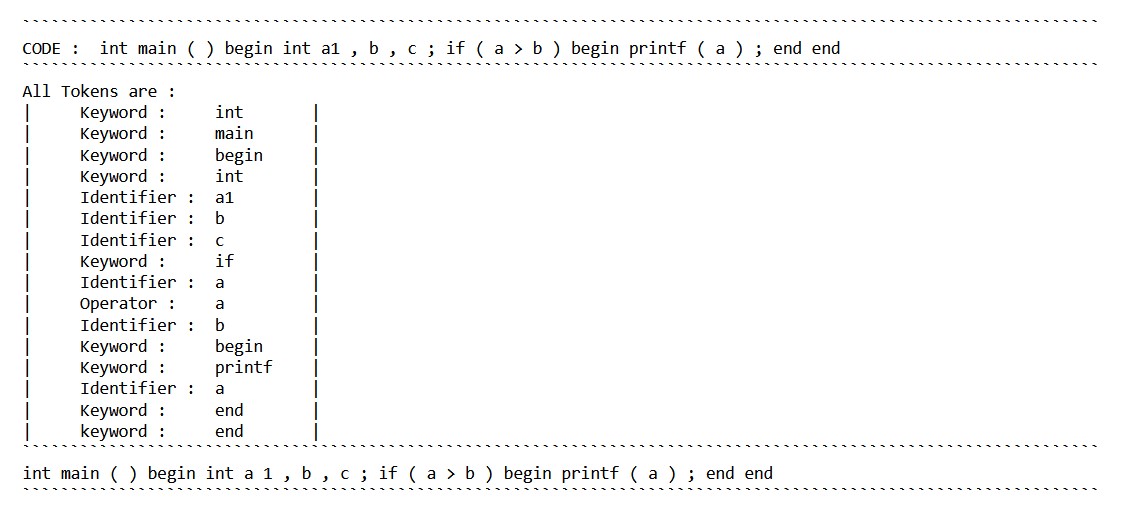 CODE :  int main ( ) begin int a1 , b , c ; if ( a > b ) begin printf ( a ) ; end end
All Tokens are :
|     Keyword :     int       |
|     Keyword :     main      |
|     Keyword :     begin     |
|     Keyword :     int       |
|     Identifier :  a1        |
|     Identifier :  b         |
|     Identifier :  c         |
|     Keyword :     if        |
|     Identifier :  a         |
|     Operator :    a         |
|     Identifier :  b         |
|     Keyword :     begin     |
|     Keyword :     printf    |
|     Identifier :  a         |
|     Keyword :     end       |
|     keyword :     end       |
int main ( ) begin int a 1 , b , c ; if ( a > b ) begin printf ( a ) ; end end